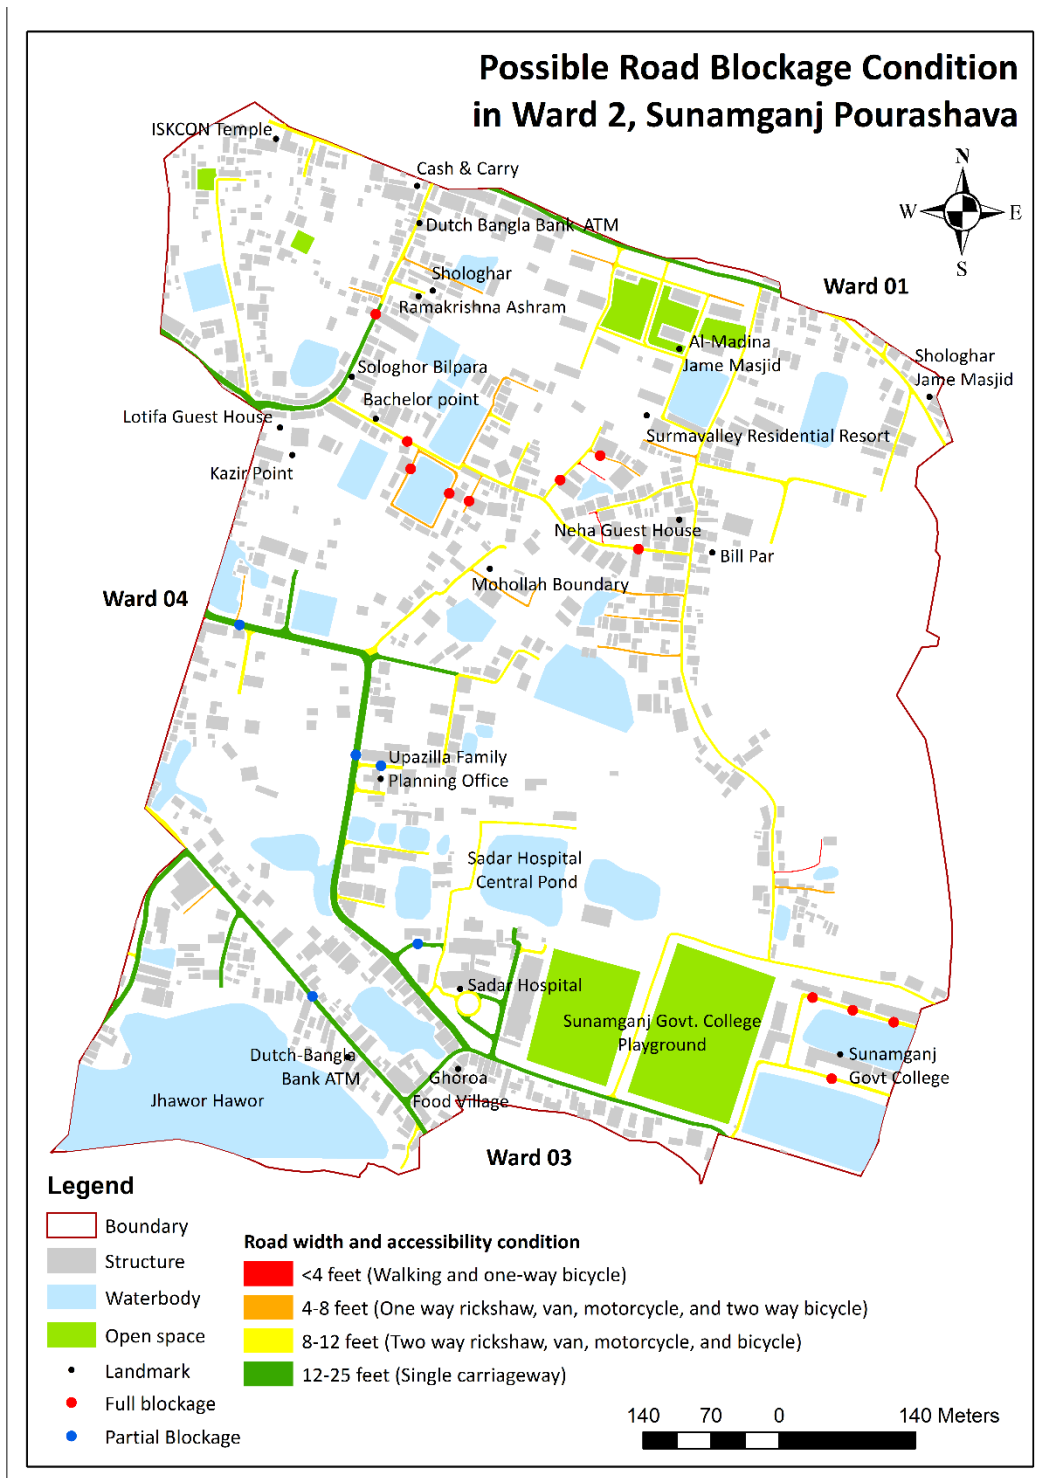 Possible Road Blockage Condition
in Ward 2, Sunamganj Pourashava
N
W E
S
ISKCON Temple
Cash & Carry
Dutch Bangla Bank ATM
Shologhar
Ramakrishna Ashram
Ward 01
Al-Madina
Jame Masjid
Shologhar
Jame Masjid
Sologhor Bilpara
Bachelor point
Lotifa Guest House
Surmavalley Residential Resort
Kazir Point
Neha Guest House
Bill Par
Mohollah Boundary
Ward 04
Upazilla Family
Planning Office
Sadar Hospital
Central Pond
Sadar Hospital
Sunamganj Govt. College
Playground
Sunamganj
Govt College
Dutch-Bangla
Bank ATM
Ghoroa
Food Village
Jhawor Hawor
Ward 03
Legend
Boundary
Structure
Waterbody
Open space
Landmark
Full blockage
Partial Blockage
Road width and accessibility condition
<4 feet (Walking and one-way bicycle)
4-8 feet (One way rickshaw, van, motorcycle, and two way bicycle)
8-12 feet (Two way rickshaw, van, motorcycle, and bicycle)
12-25 feet (Single carriageway)
140 70 0 140 Meters